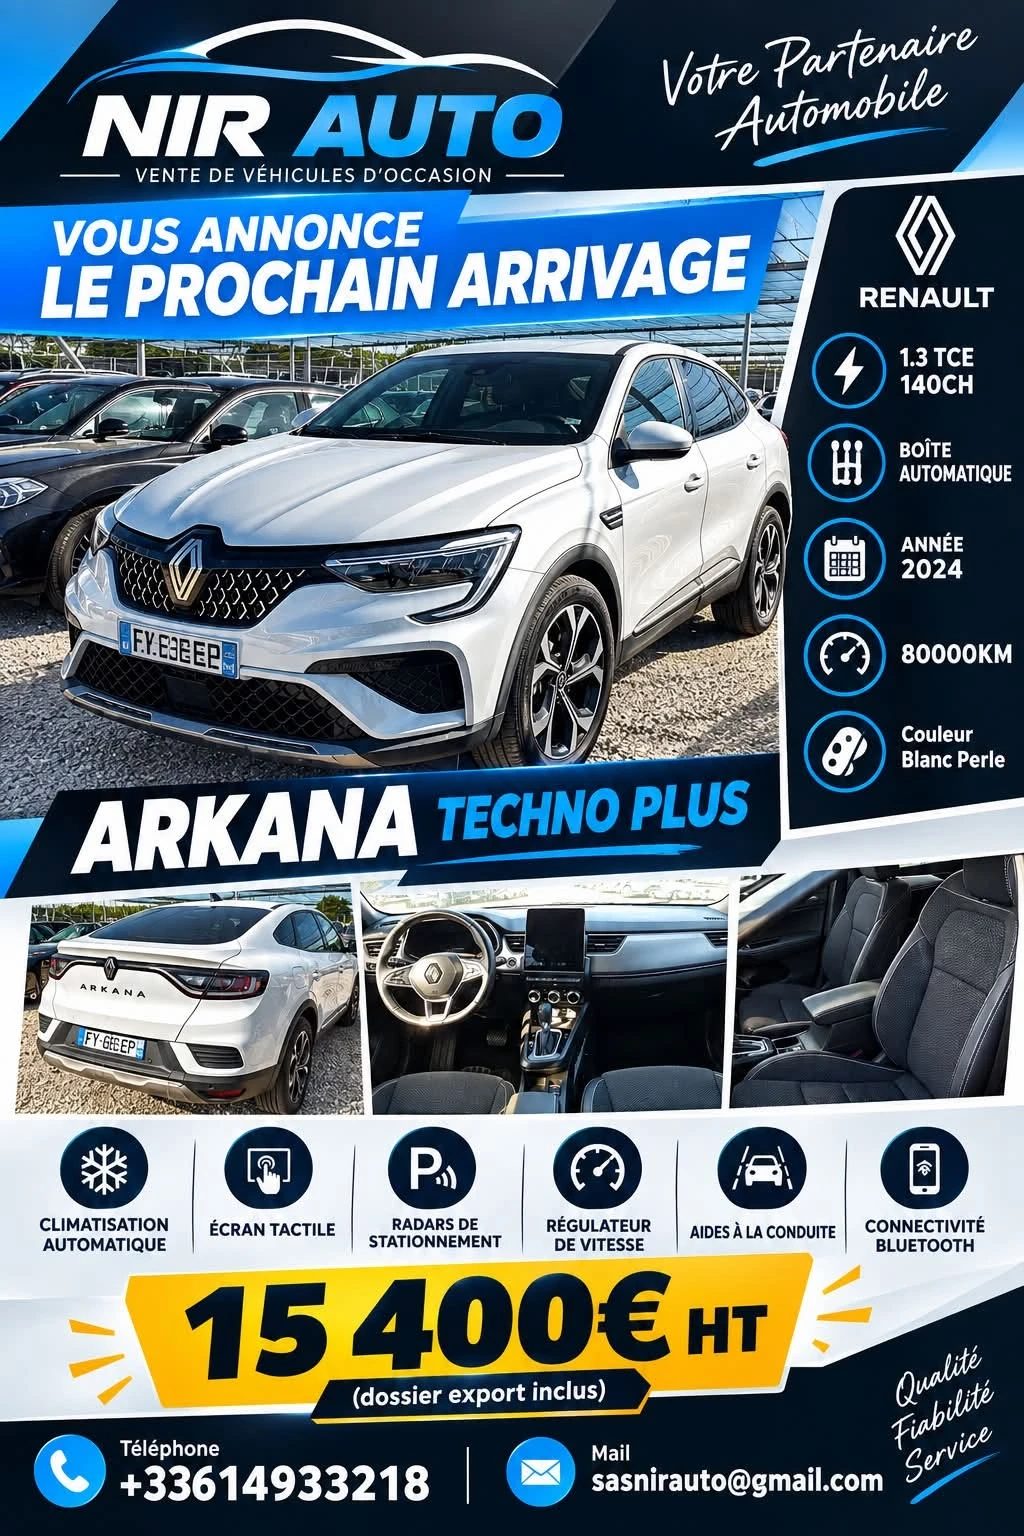 NIR AUTO
VENTE DE VÉHICULES D'OCCASION
Votre Partenaire
Automobile
VOUS ANNONCE
LE PROCHAIN ARRIVAGE
RENAULT
1.3 TCE
140CH
BOÎTE
AUTOMATIQUE
ANNÉE
2024
80000KM
Couleur
Blanc Perle
ARKANA TECHNO PLUS
ARKANA
CLIMATISATION
AUTOMATIQUE
ÉCRAN TACTILE
RADARS DE
STATIONNEMENT
RÉGULATEUR
DE VITESSE
AIDES À LA CONDUITE
CONNECTIVITÉ
BLUETOOTH
15 400€ HT
(dossier export inclus)
Qualité
Fiabilité
Service
Téléphone
+33614933218
Mail
sasnirauto@gmail.com